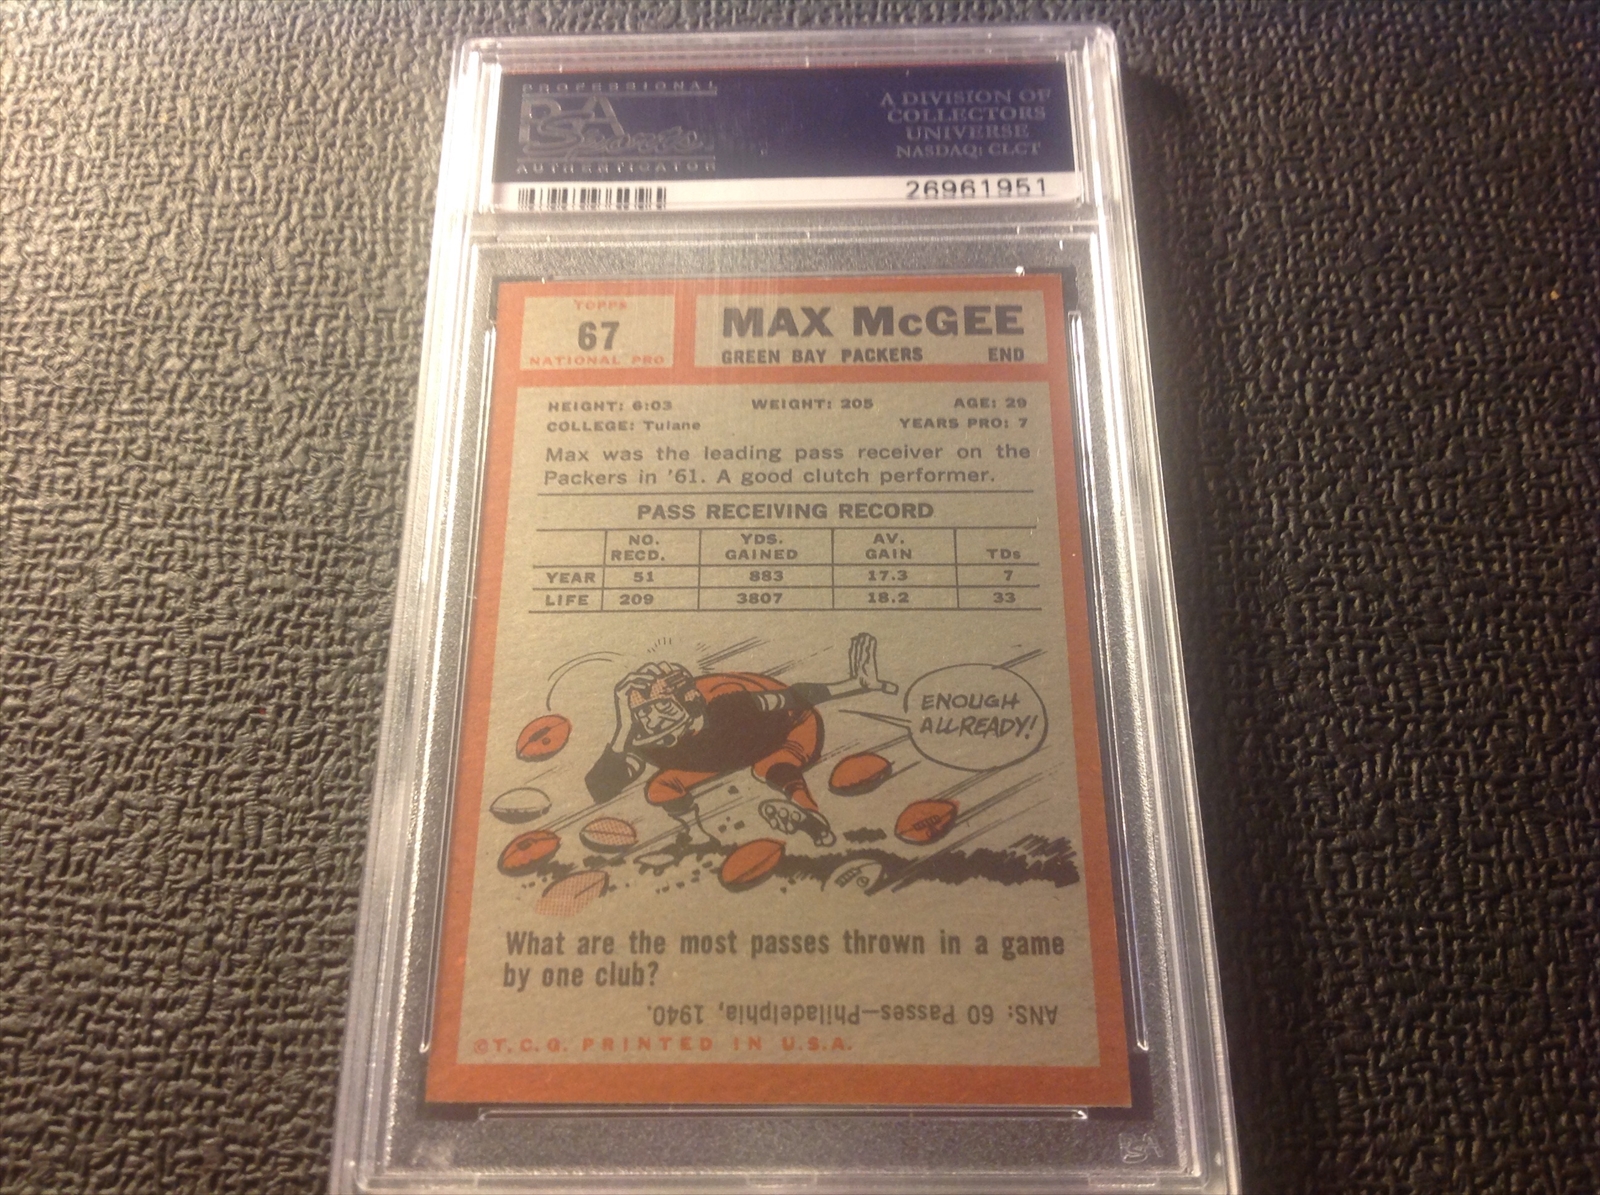 PROFESSIONAL
PSA
Sports
AUTHENTICATOR
A DIVISION OF
COLLECTORS
UNIVERSE
NASDAQ: CLCT
26961951
TOPPS
67
NATIONAL PRO
MAX McGEE
GREEN BAY PACKERS END
HEIGHT: 6:03 WEIGHT: 205 AGE: 29
COLLEGE: Tulane YEARS PRO: 7
Max was the leading pass receiver on the
Packers in '61. A good clutch performer.
PASS RECEIVING RECORD
NO. RECD. YDS. GAINED AV. GAIN TDs
YEAR 51 883 17.3 7
LIFE 209 3807 18.2 33
ENOUGH
ALLREADY!
What are the most passes thrown in a game
by one club?
ANS: 60 Passes—Philadelphia, 1940.
©T.C.G. PRINTED IN U.S.A.